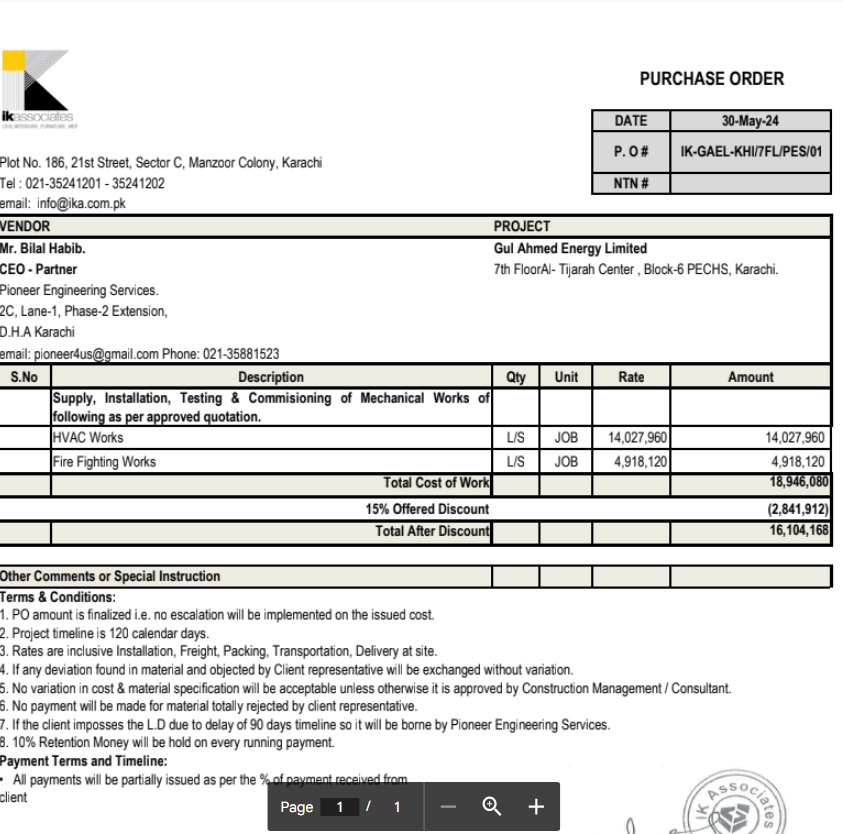 ikassociates
PURCHASE ORDER
DATE 30-May-24
P. O # IK-GAEL-KHI/7FL/PES/01
NTN #
Plot No. 186, 21st Street, Sector C, Manzoor Colony, Karachi
Tel : 021-35241201 - 35241202
email: info@ika.com.pk
VENDOR PROJECT
Mr. Bilal Habib. Gul Ahmed Energy Limited
CEO - Partner 7th FloorAl- Tijarah Center , Block-6 PECHS, Karachi.
Pioneer Engineering Services.
2C, Lane-1, Phase-2 Extension,
D.H.A Karachi
email: pioneer4us@gmail.com Phone: 021-35881523
S.No Description Qty Unit Rate Amount
Supply, Installation, Testing & Commisioning of Mechanical Works of
following as per approved quotation.
HVAC Works L/S JOB 14,027,960 14,027,960
Fire Fighting Works L/S JOB 4,918,120 4,918,120
Total Cost of Work 18,946,080
15% Offered Discount (2,841,912)
Total After Discount 16,104,168
Other Comments or Special Instruction
Terms & Conditions:
1. PO amount is finalized i.e. no escalation will be implemented on the issued cost.
2. Project timeline is 120 calendar days.
3. Rates are inclusive Installation, Freight, Packing, Transportation, Delivery at site.
4. If any deviation found in material and objected by Client representative will be exchanged without variation.
5. No variation in cost & material specification will be acceptable unless otherwise it is approved by Construction Management / Consultant.
6. No payment will be made for material totally rejected by client representative.
7. If the client imposses the L.D due to delay of 90 days timeline so it will be borne by Pioneer Engineering Services.
8. 10% Retention Money will be hold on every running payment.
Payment Terms and Timeline:
• All payments will be partially issued as per the % of payment received from
client
Page 1 / 1
IK Associates